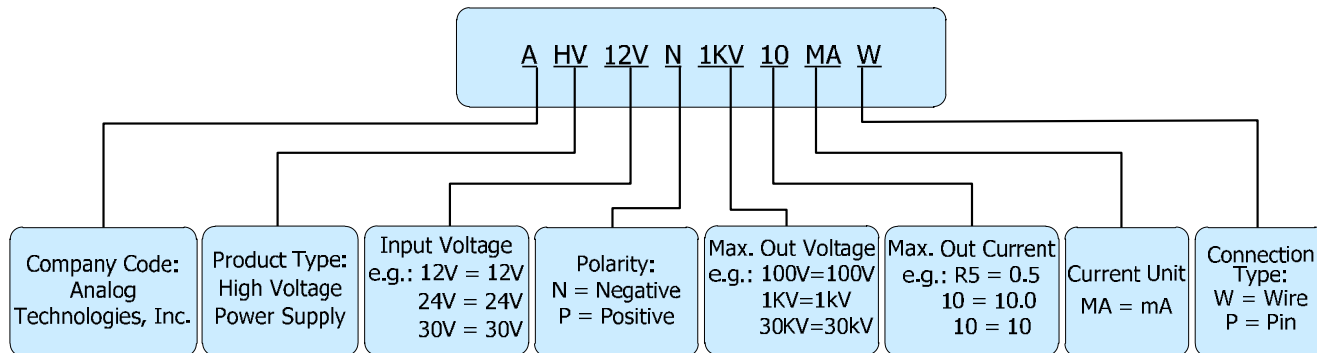 A HV 12V N 1KV 10 MA W
Company Code:
Analog
Technologies, Inc.
Product Type:
High Voltage
Power Supply
Input Voltage
e.g.: 12V = 12V
24V = 24V
30V = 30V
Polarity:
N = Negative
P = Positive
Max. Out Voltage
e.g.: 100V=100V
1KV=1kV
30KV=30kV
Max. Out Current
e.g.: R5 = 0.5
10 = 10.0
10 = 10
Current Unit
MA = mA
Connection
Type:
W = Wire
P = Pin